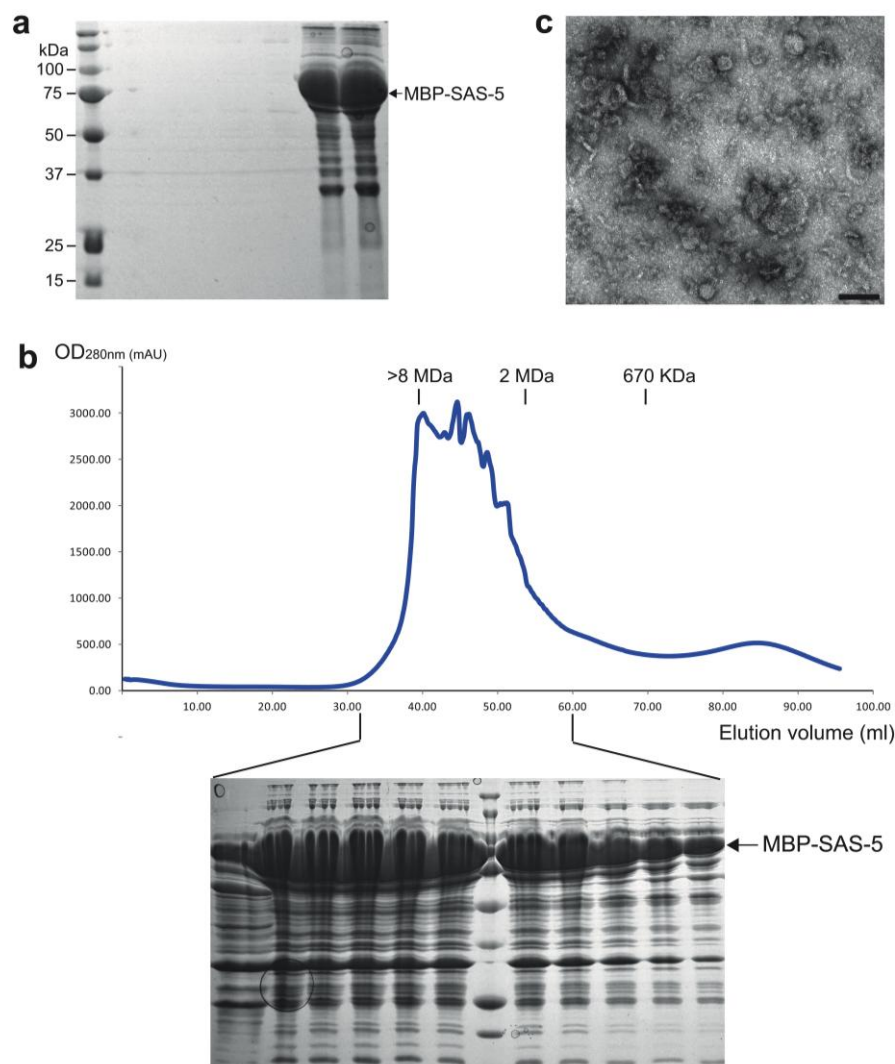 a
kDa
100
75
50
37
25
15
MBP-SAS-5
c
b
OD280nm (mAU)
>8 MDa 2 MDa 670 KDa
3000.00
2500.00
2000.00
1500.00
1000.00
500.00
0.00
10.00 20.00 30.00 40.00 50.00 60.00 70.00 80.00 90.00 100.00
Elution volume (ml)
MBP-SAS-5